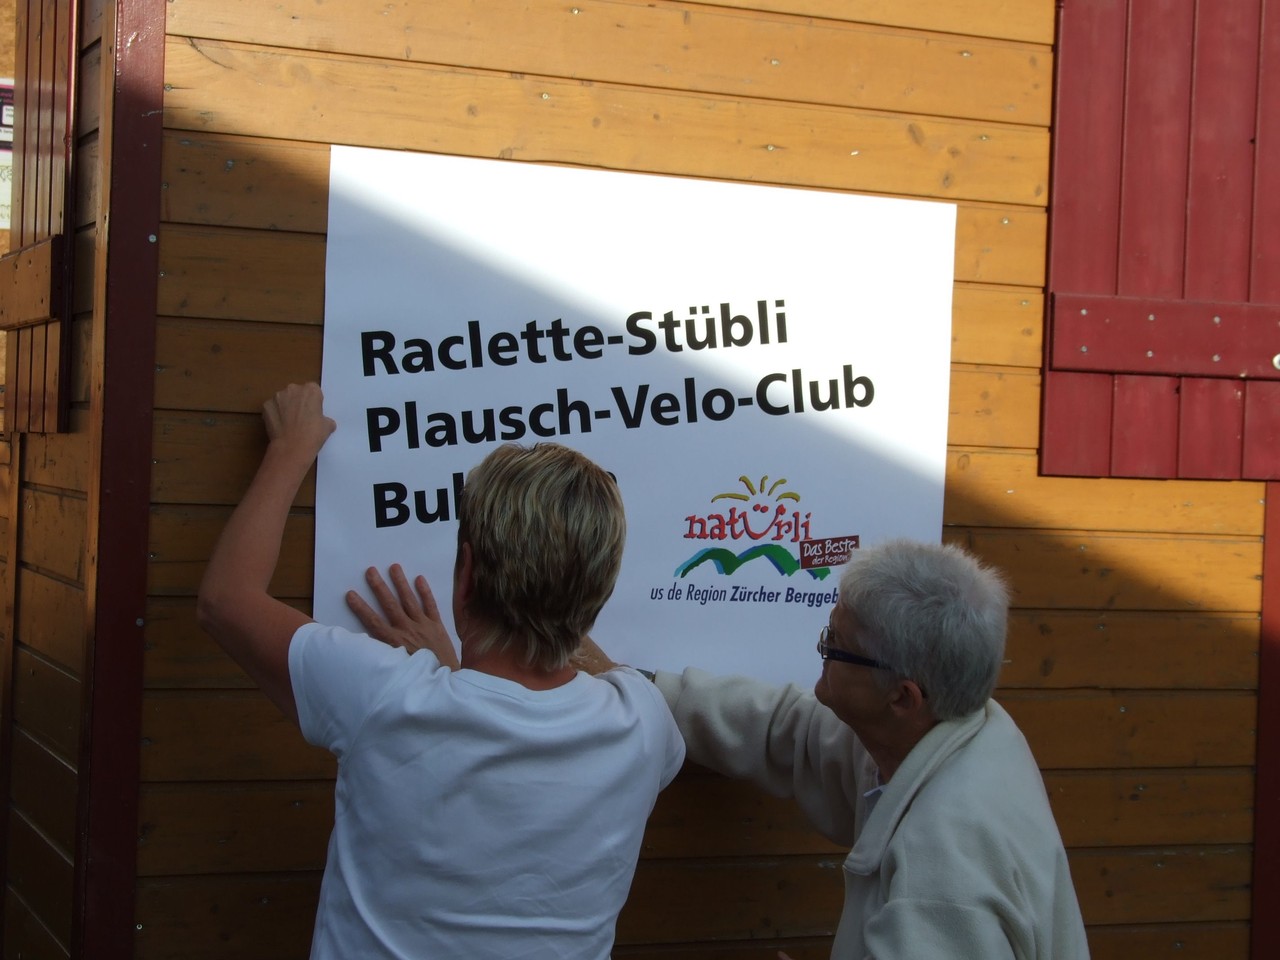 Raclette-Stübli
Plausch-Velo-Club
natürli
Das Beste
der Region
us de Region Zürcher